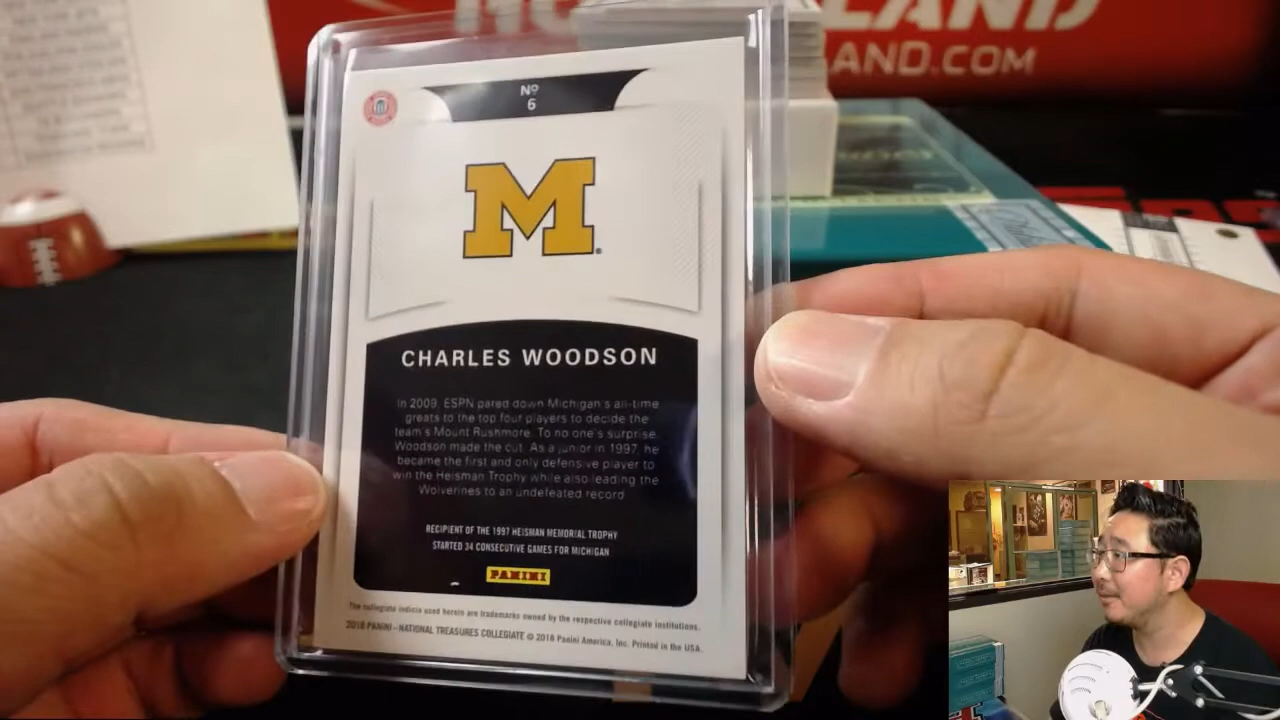 LAND
LAND.COM
Nº
6
M
CHARLES WOODSON
In 2009, ESPN pared down Michigan's all-time
greats to the top four players to decide the
team's Mount Rushmore. To no one's surprise,
Woodson made the cut. As a junior in 1997, he
became the first and only defensive player to
win the Heisman Trophy while also leading the
Wolverines to an undefeated record
RECIPIENT OF THE 1997 HEISMAN MEMORIAL TROPHY
STARTED 34 CONSECUTIVE GAMES FOR MICHIGAN
PANINI
The collegiate indicia used herein are trademarks owned by the respective collegiate institutions.
2018 PANINI - NATIONAL TREASURES COLLEGIATE © 2018 Panini America, Inc. Printed in the USA.